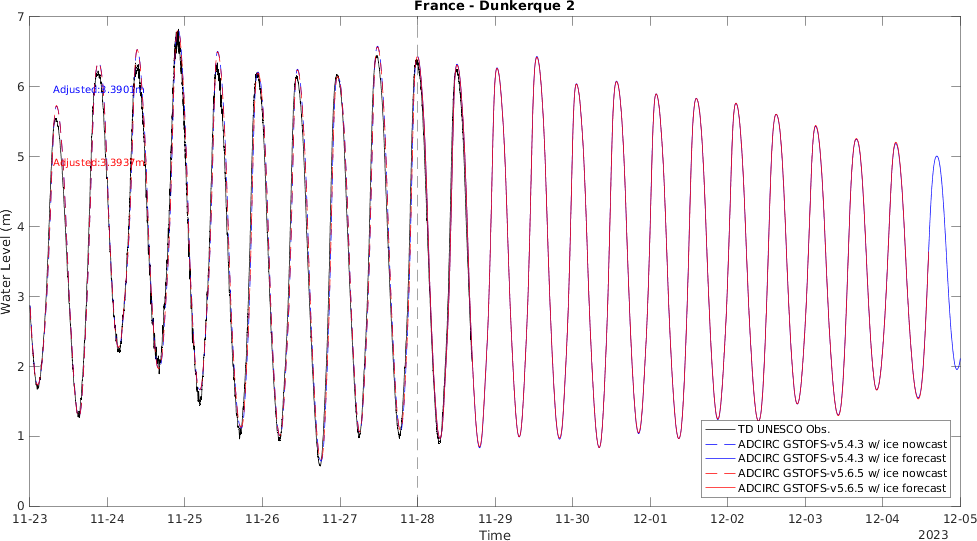 France - Dunkerque 2
7
6
5
4
3
2
1
0
Water Level (m)
Adjusted:3.3901m
Adjusted:3.3937m
TD UNESCO Obs.
ADCIRC GSTOFS-v5.4.3 w/ ice nowcast
ADCIRC GSTOFS-v5.4.3 w/ ice forecast
ADCIRC GSTOFS-v5.6.5 w/ ice nowcast
ADCIRC GSTOFS-v5.6.5 w/ ice forecast
11-23 11-24 11-25 11-26 11-27 11-28 11-29 11-30 12-01 12-02 12-03 12-04 12-05
Time
2023